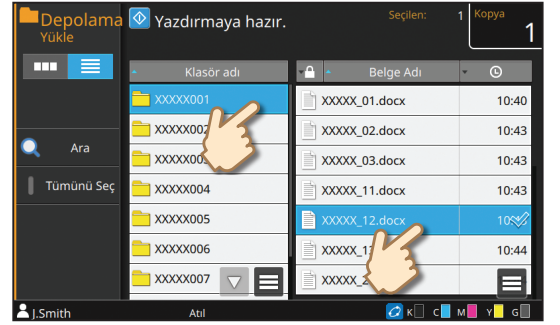 Depolama
Yükle
Yazdırmaya hazır.
Seçilen: 1
Kopya
1
Klasör adı
Belge Adı
XXXXX001
XXXXX_01.docx 10:40
XXXXX_02.docx 10:43
XXXXX_03.docx 10:43
XXXXX004
XXXXX_11.docx 10:43
XXXXX005
XXXXX_12.docx
XXXXX006
10:44
XXXXX007
Ara
Tümünü Seç
J.Smith
Atıl
K C M Y G